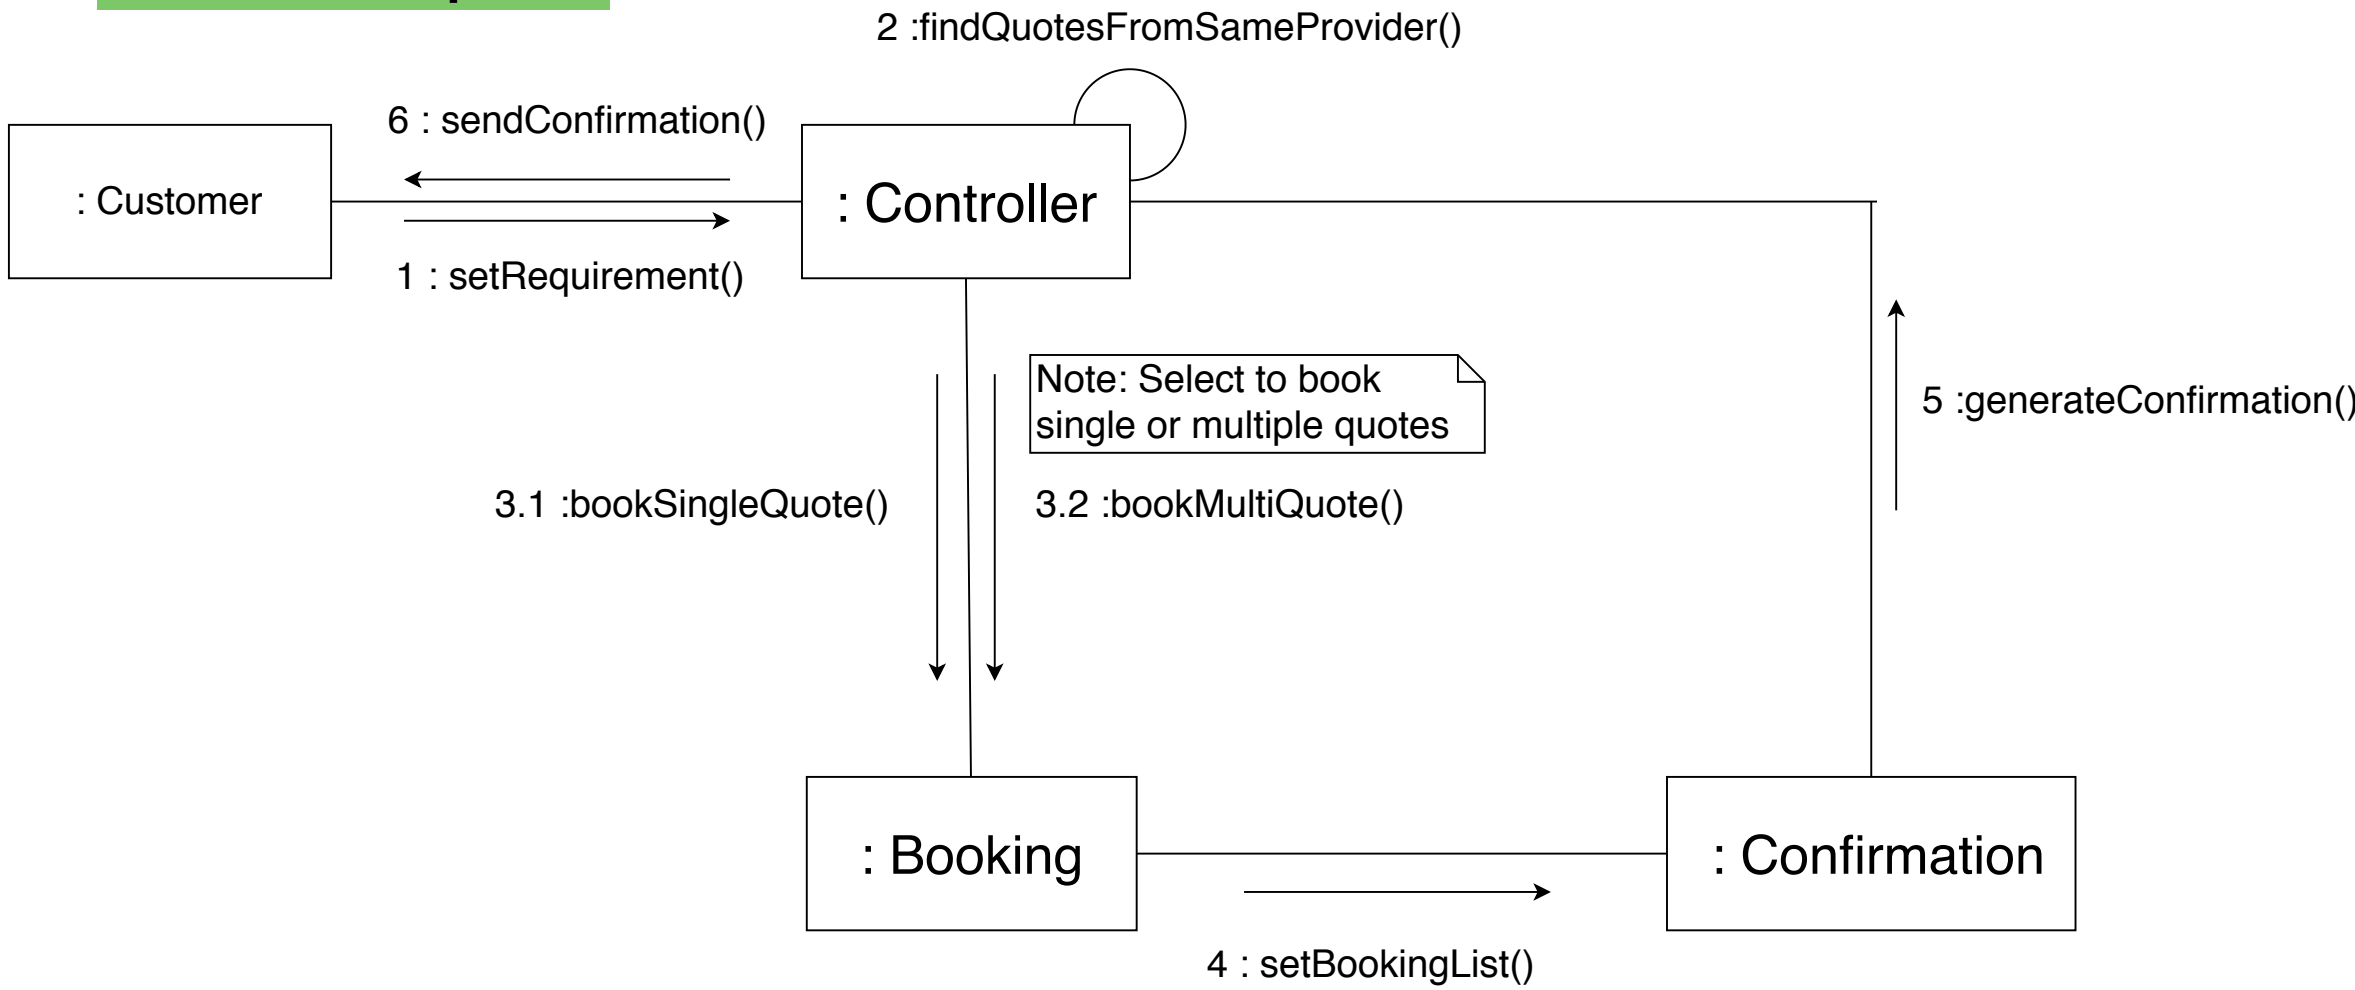 2 :findQuotesFromSameProvider()
6 : sendConfirmation()
: Customer
: Controller
1 : setRequirement()
Note: Select to book
single or multiple quotes
5 :generateConfirmation()
3.1 :bookSingleQuote()
3.2 :bookMultiQuote()
: Booking
: Confirmation
4 : setBookingList()